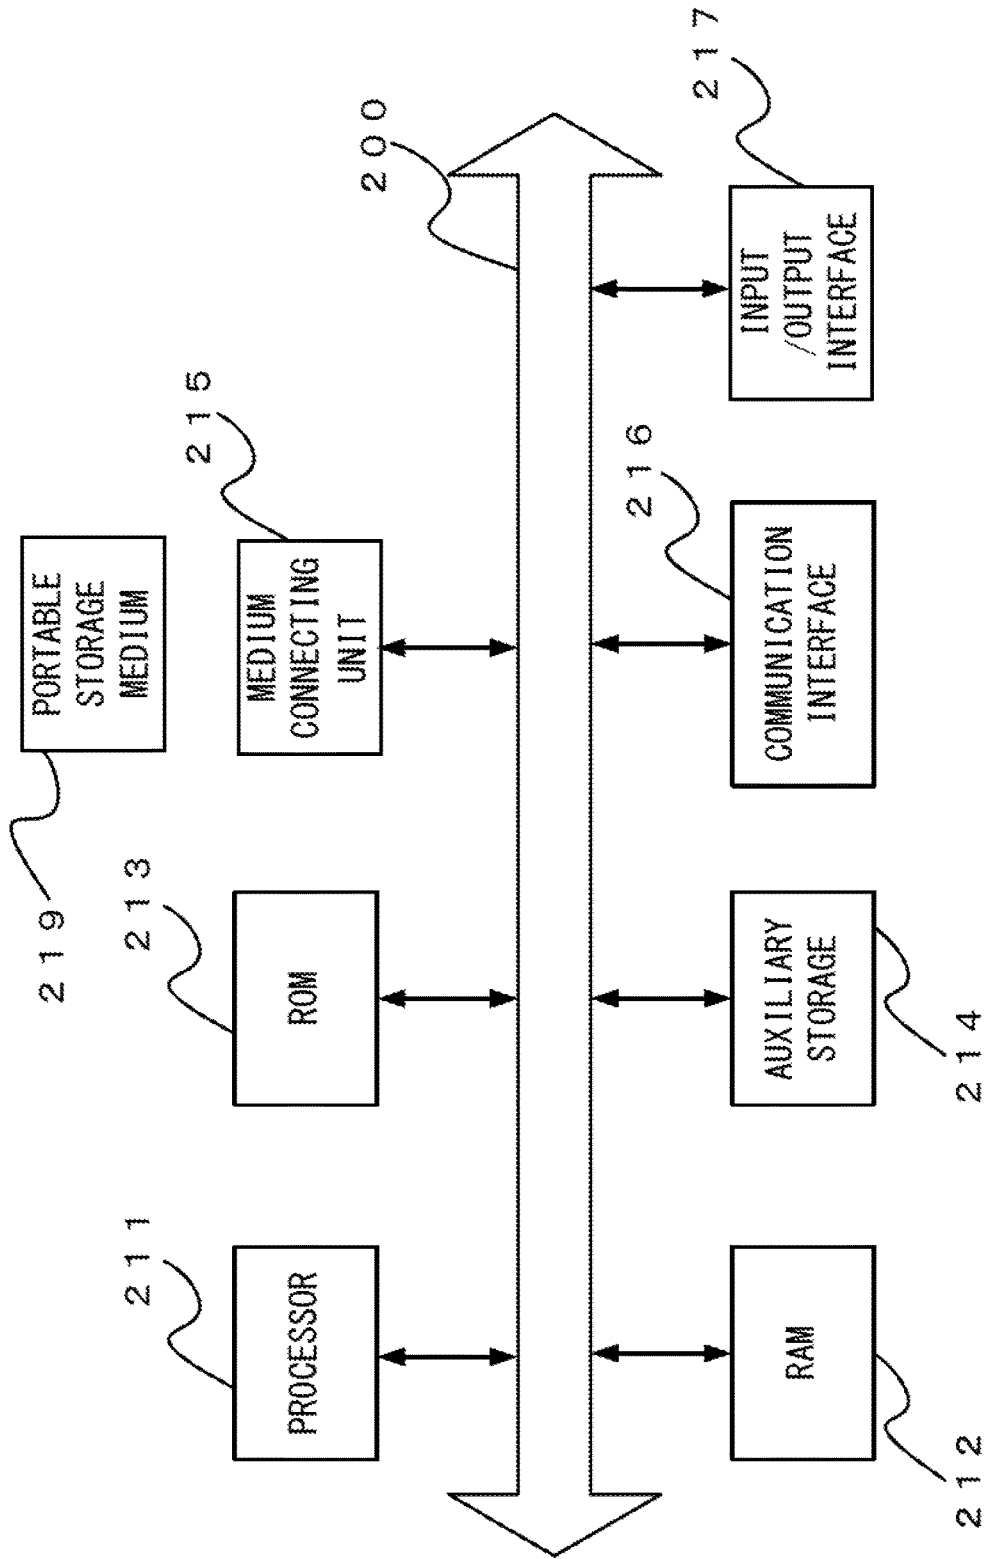 219
PORTABLE
STORAGE
MEDIUM
211
PROCESSOR
213
ROM
215
MEDIUM
CONNECTING
UNIT
200
212
RAM
214
AUXILIARY
STORAGE
216
COMMUNICATION
INTERFACE
217
INPUT
/OUTPUT
INTERFACE